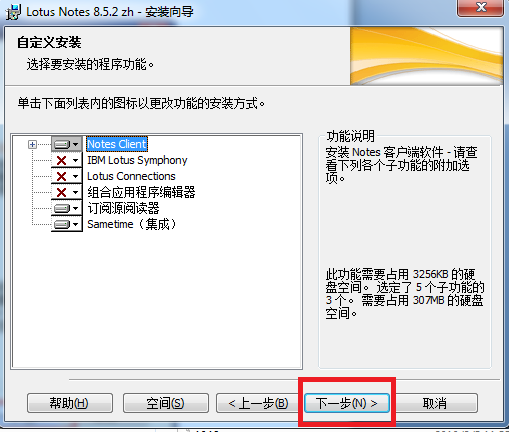 Lotus Notes 8.5.2 zh - 安装向导
自定义安装
选择要安装的程序功能。
单击下面列表内的图标以更改功能的安装方式。
Notes Client
IBM Lotus Symphony
Lotus Connections
组合应用程序编辑器
订阅源阅读器
Sametime（集成）
功能说明
安装 Notes 客户端软件 - 请查
看下列各个子功能的附加选
项。
此功能需要占用 3256KB 的硬
盘空间。 选定了 5 个子功能的
3 个。 需要占用 307MB 的硬盘
空间。
帮助(H)
空间(S)
< 上一步(B)
下一步(N) >
取消